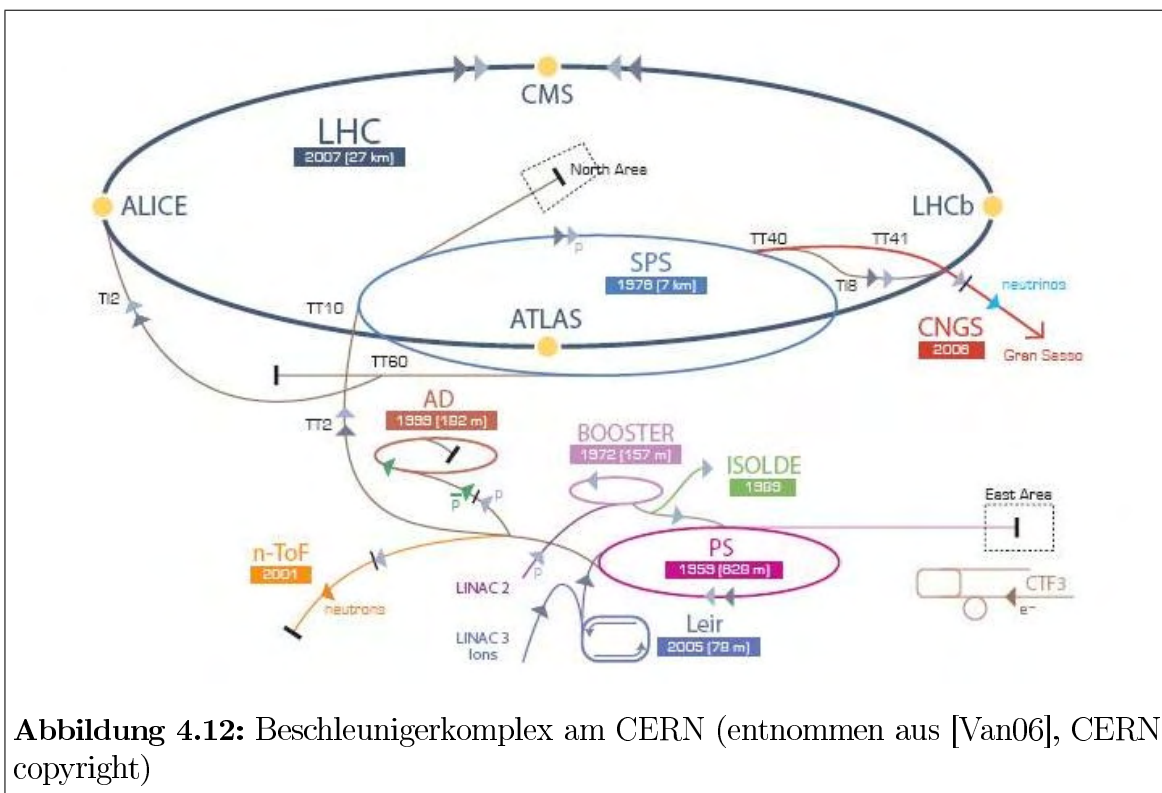 CMS
LHC
2007 (27 km)
North Area
ALICE
LHCb
TT40
TT41
SPS
1976 (7 km)
TI2
TI8
neutrinos
TT10
ATLAS
CNGS
2006
Gran Sasso
TT60
AD
1999 (182 m)
TT2
BOOSTER
1972 (157 m)
ISOLDE
1989
p
p
p
East Area
n-ToF
2001
PS
1959 (628 m)
p
LINAC 2
neutrons
CTF3
e-
LINAC 3
Ions
Leir
2005 (78 m)
Abbildung 4.12: Beschleunigerkomplex am CERN (entnommen aus [Van06], CERN
copyright)